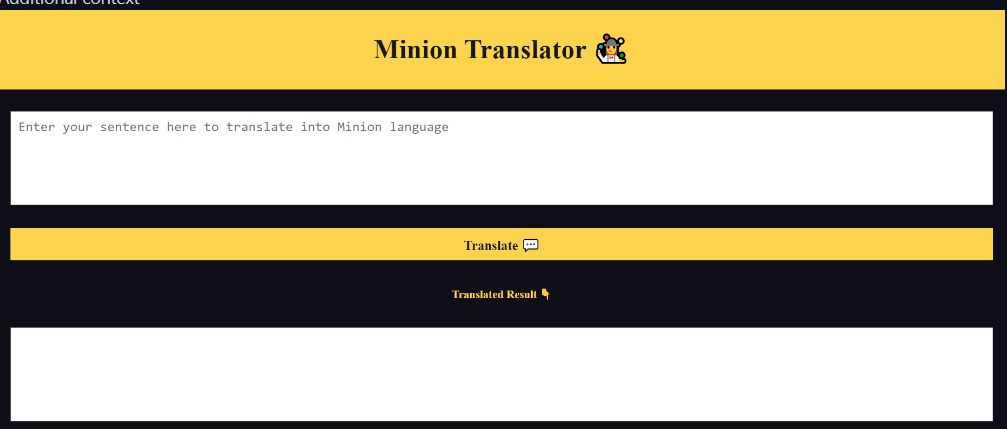 Additional context
Minion Translator 🤹
Enter your sentence here to translate into Minion language
Translate 💬
Translated Result 👇